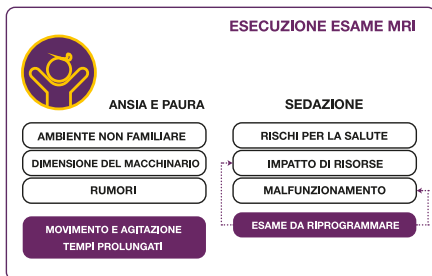 ESECUZIONE ESAME MRI
ANSIA E PAURA
AMBIENTE NON FAMILIARE
DIMENSIONE DEL MACCHINARIO
RUMORI
MOVIMENTO E AGITAZIONE
TEMPI PROLUNGATI
SEDAZIONE
RISCHI PER LA SALUTE
IMPATTO DI RISORSE
MALFUNZIONAMENTO
ESAME DA RIPROGRAMMARE